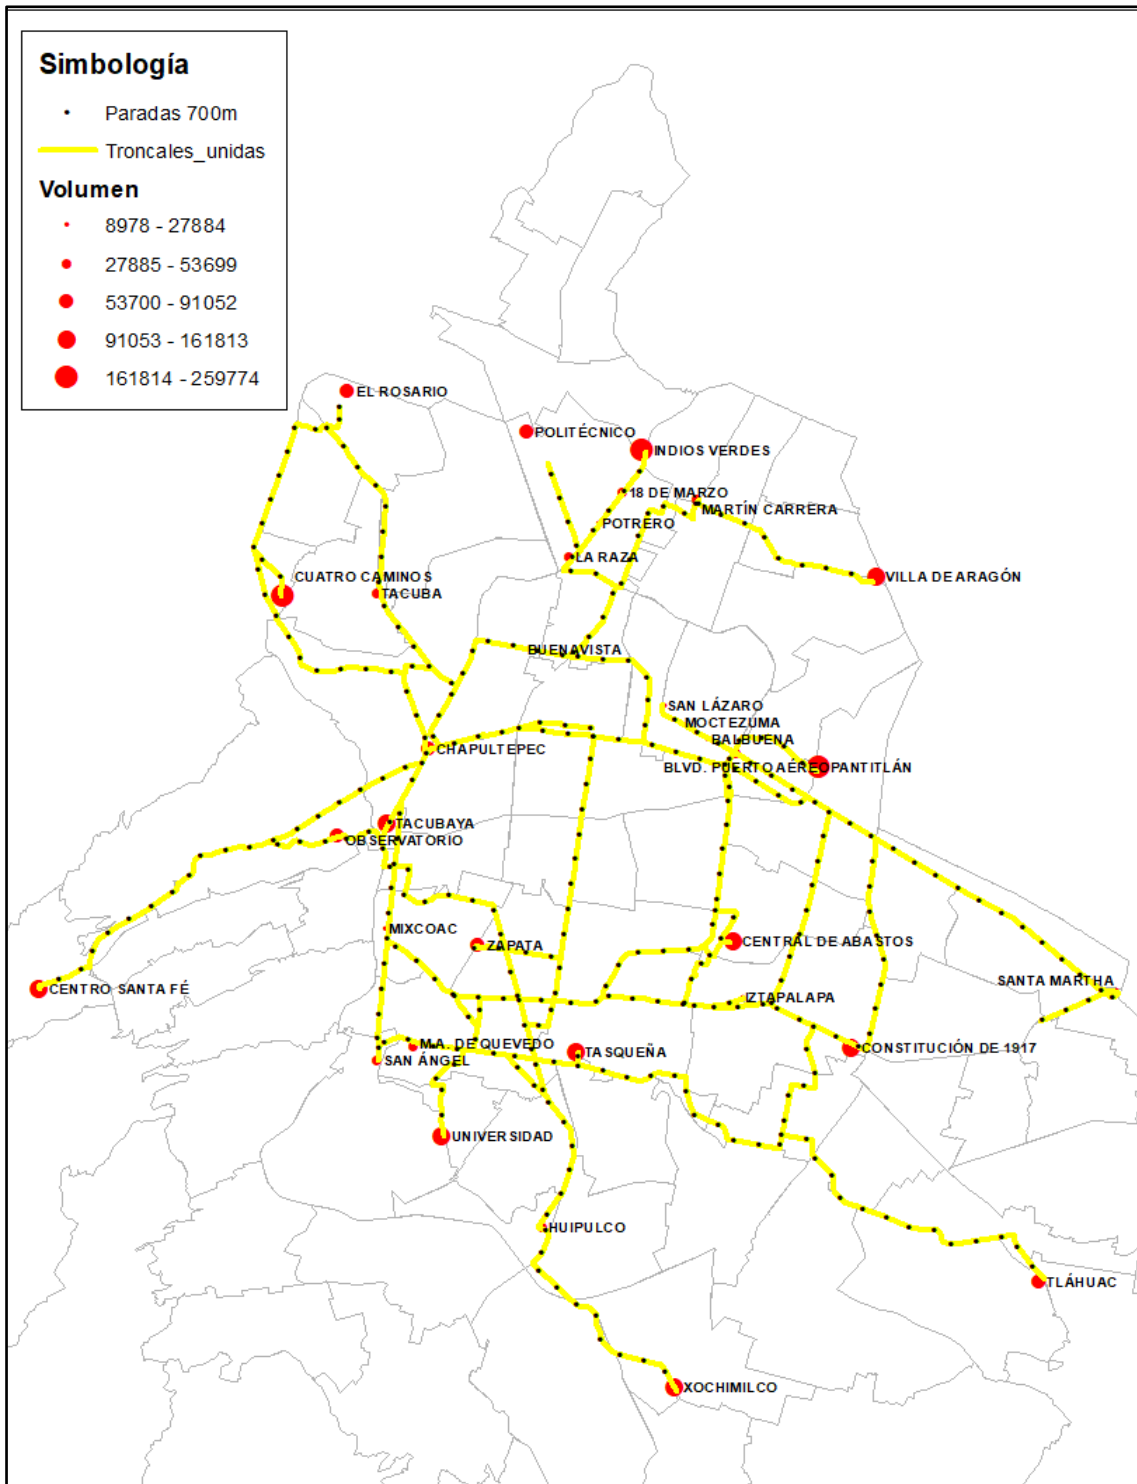 Simbología
Paradas 700m
Troncales_unidas
Volumen
8978 - 27884
27885 - 53699
53700 - 91052
91053 - 161813
161814 - 259774
EL ROSARIO
POLITÉCNICO
INDIOS VERDES
18 DE MARZO
MARTÍN CARRERA
POTRERO
LA RAZA
CUATRO CAMINOS
VILLA DE ARAGÓN
TACUBA
BUENAVISTA
SAN LÁZARO
MOCTEZUMA
BALBUENA
CHAPULTEPEC
BLVD. PUERTO AÉREO
PANTITLÁN
TACUBAYA
OBSERVATORIO
MIXCOAC
ZAPATA
CENTRAL DE ABASTOS
CENTRO SANTA FÉ
SANTA MARTHA
IZTAPALAPA
M.A. DE QUEVEDO
TASQUEÑA
CONSTITUCIÓN DE 1917
SAN ÁNGEL
UNIVERSIDAD
HUIPULCO
TLÁHUAC
XOCHIMILCO